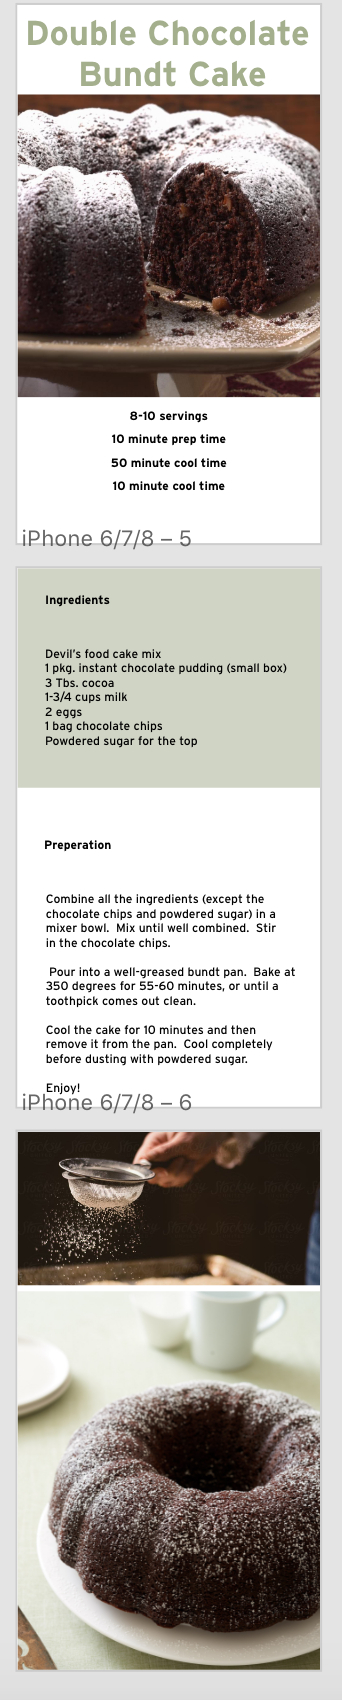 Double Chocolate
Bundt Cake
8-10 servings
10 minute prep time
50 minute cool time
10 minute cool time
iPhone 6/7/8 – 5
Ingredients
Devil's food cake mix
1 pkg. instant chocolate pudding (small box)
3 Tbs. cocoa
1-3/4 cups milk
2 eggs
1 bag chocolate chips
Powdered sugar for the top
Preperation
Combine all the ingredients (except the
chocolate chips and powdered sugar) in a
mixer bowl.  Mix until well combined.  Stir
in the chocolate chips.
Pour into a well-greased bundt pan.  Bake at
350 degrees for 55-60 minutes, or until a
toothpick comes out clean.
Cool the cake for 10 minutes and then
remove it from the pan.  Cool completely
before dusting with powdered sugar.
Enjoy!
iPhone 6/7/8 – 6